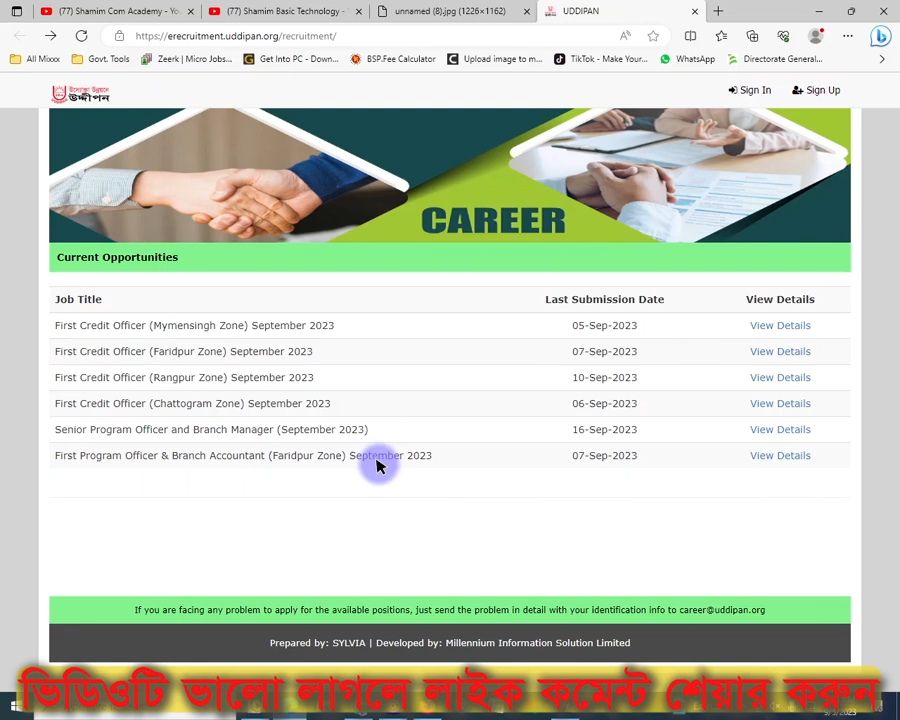 (77) Shamim Com Academy - Yo
(77) Shamim Basic Technology -
unnamed (8).jpg (1226×1162)
UDDIPAN
https://erecruitment.uddipan.org/recruitment/
All Mixxx
Govt. Tools
Zeerk | Micro Jobs...
Get Into PC - Down...
BSP.Fee Calculator
Upload image to m...
TikTok - Make Your...
WhatsApp
Directorate General...
উদ্দীপন
Sign In
Sign Up
CAREER
Current Opportunities
Job Title Last Submission Date View Details
First Credit Officer (Mymensingh Zone) September 2023 05-Sep-2023 View Details
First Credit Officer (Faridpur Zone) September 2023 07-Sep-2023 View Details
First Credit Officer (Rangpur Zone) September 2023 10-Sep-2023 View Details
First Credit Officer (Chattogram Zone) September 2023 06-Sep-2023 View Details
Senior Program Officer and Branch Manager (September 2023) 16-Sep-2023 View Details
First Program Officer & Branch Accountant (Faridpur Zone) September 2023 07-Sep-2023 View Details
If you are facing any problem to apply for the available positions, just send the problem in detail with your identification info to career@uddipan.org
Prepared by: SYLVIA | Developed by: Millennium Information Solution Limited
ভিডিওটি ভালো লাগলে লাইক কমেন্ট শেয়ার করুন